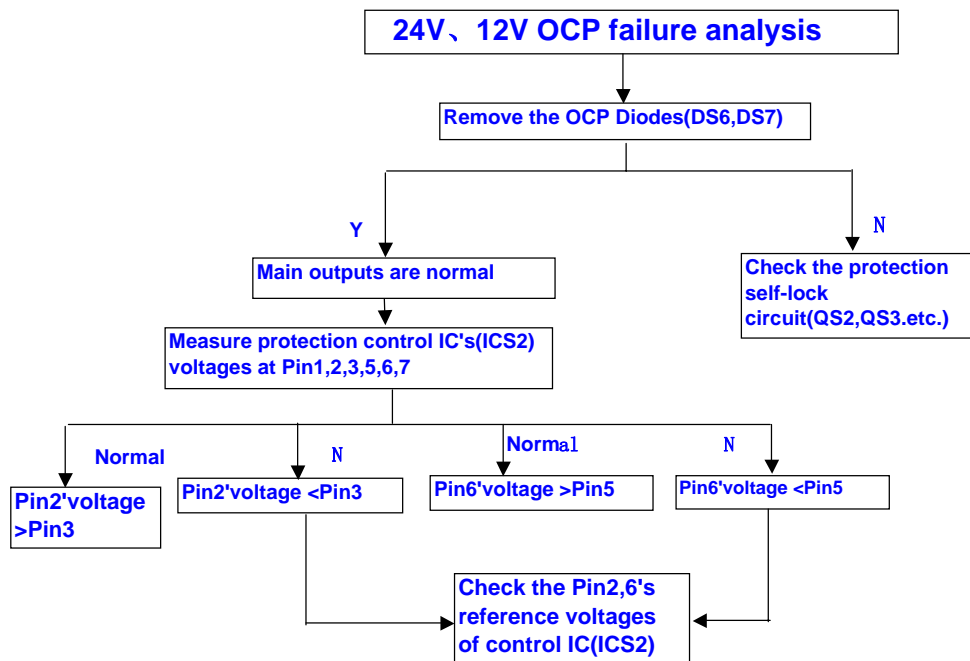 24V、12V OCP failure analysis
Remove the OCP Diodes(DS6,DS7)
Y
N
Main outputs are normal
Check the protection
self-lock
circuit(QS2,QS3.etc.)
Measure protection control IC's(ICS2)
voltages at Pin1,2,3,5,6,7
Normal
N
Normal
N
Pin2'voltage
>Pin3
Pin2'voltage <Pin3
Pin6'voltage >Pin5
Pin6'voltage <Pin5
Check the Pin2,6's
reference voltages
of control IC(ICS2)